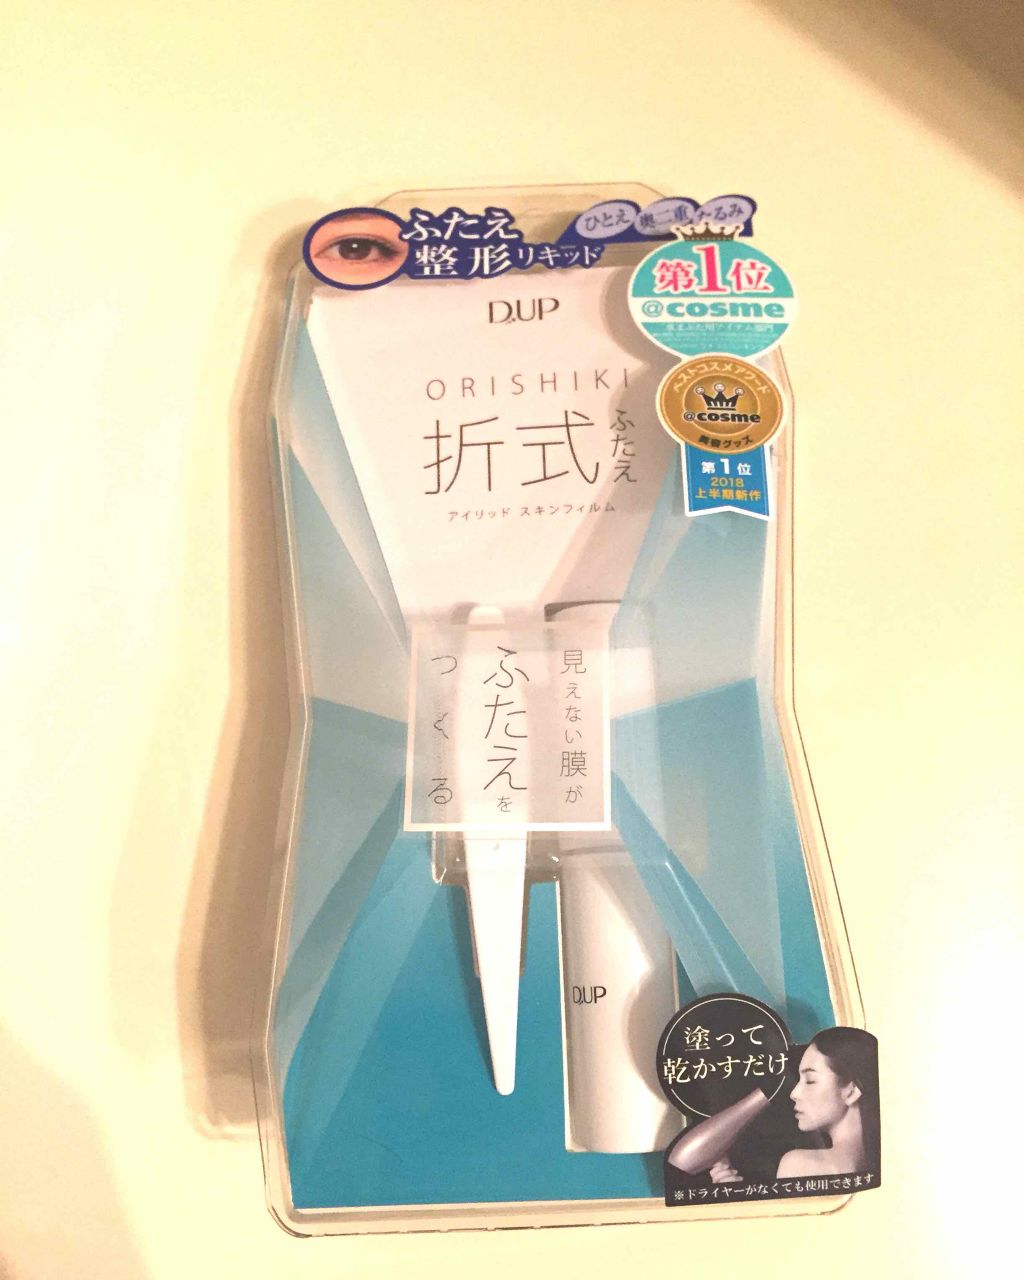 ふたえ
整形リキッド
ひとえ 奥二重 たるみ
第1位
@cosme
D.UP
ORISHIKI
折式ふたえ
アイリッド スキンフィルム
ベストコスメアワード
@cosme
美容グッズ
第1位
2018
上半期新作
見えない膜が
ふたえを
つくる
D.UP
塗って
乾かすだけ
※ドライヤーがなくても使用できます